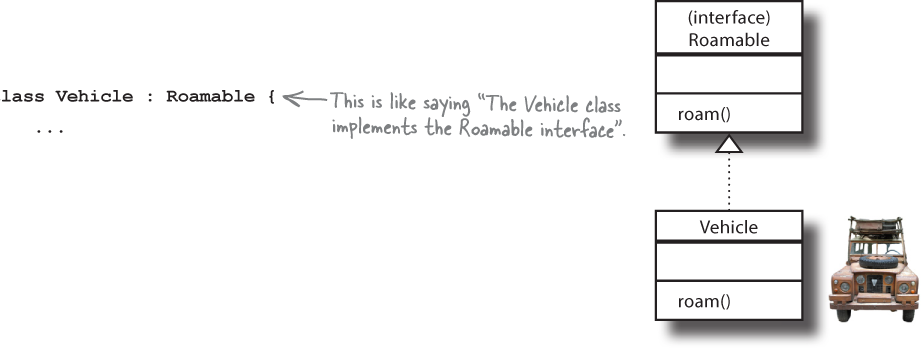 lass Vehicle : Roamable {
...
This is like saying “The Vehicle class
implements the Roamable interface”.
(interface)
Roamable
roam()
Vehicle
roam()